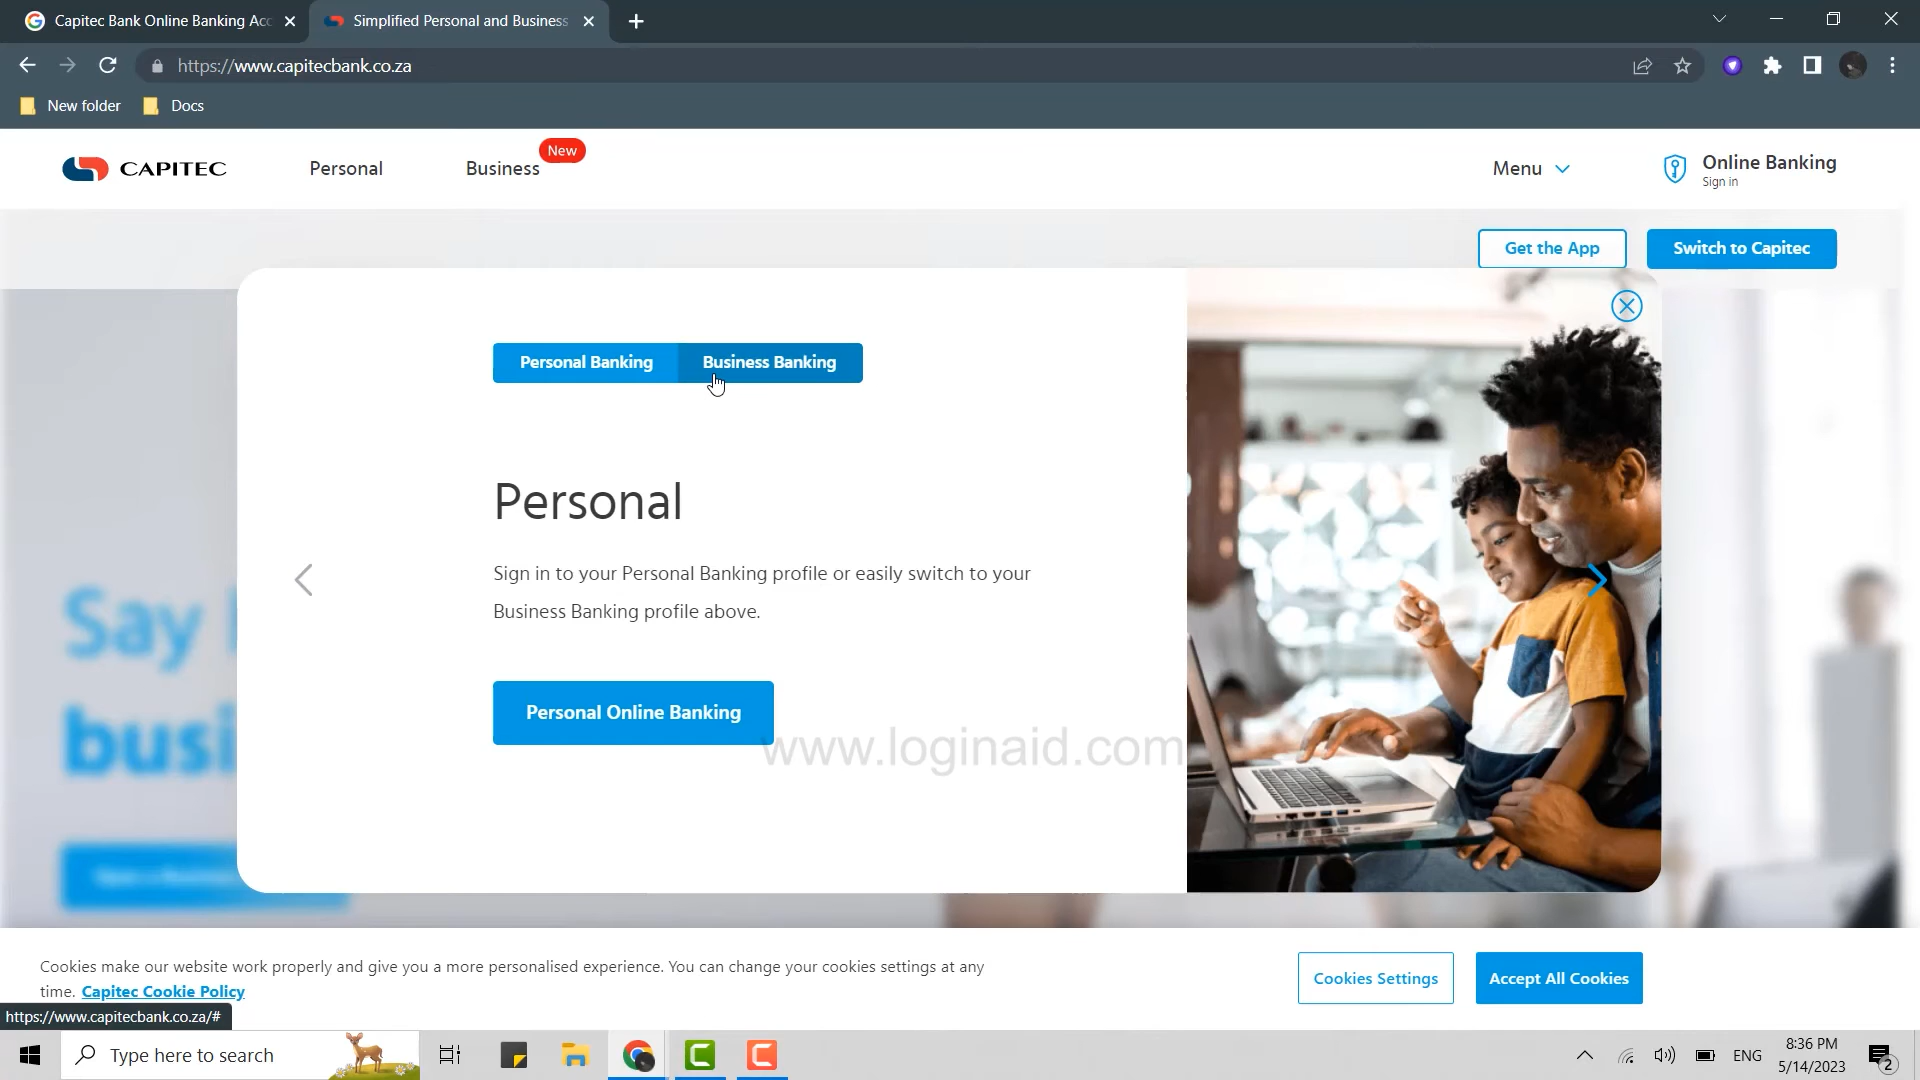 Capitec Bank Online Banking Acc
Simplified Personal and Business
https://www.capitecbank.co.za
New folder
Docs
CAPITEC
Personal
Business
New
Menu
Online Banking
Sign in
Get the App
Switch to Capitec
Personal Banking
Business Banking
Personal
Sign in to your Personal Banking profile or easily switch to your
Business Banking profile above.
Say
busi
Personal Online Banking
www.loginaid.com
Cookies make our website work properly and give you a more personalised experience. You can change your cookies settings at any
time. Capitec Cookie Policy
Cookies Settings
Accept All Cookies
https://www.capitecbank.co.za/#
Type here to search
ENG
8:36 PM
5/14/2023
2